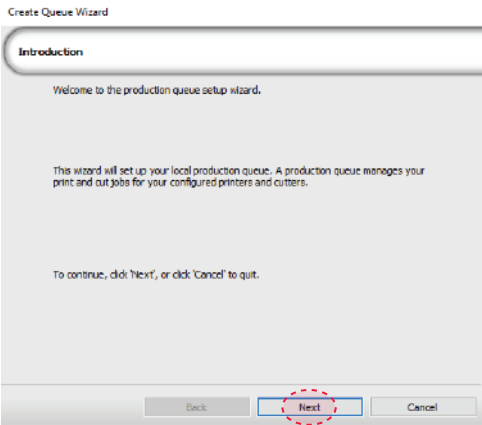 Create Queue Wizard
Introduction
Welcome to the production queue setup wizard.
This wizard will set up your local production queue. A production queue manages your
print and cut jobs for your configured printers and cutters.
To continue, click 'Next', or click 'Cancel' to quit.
Back
Next
Cancel